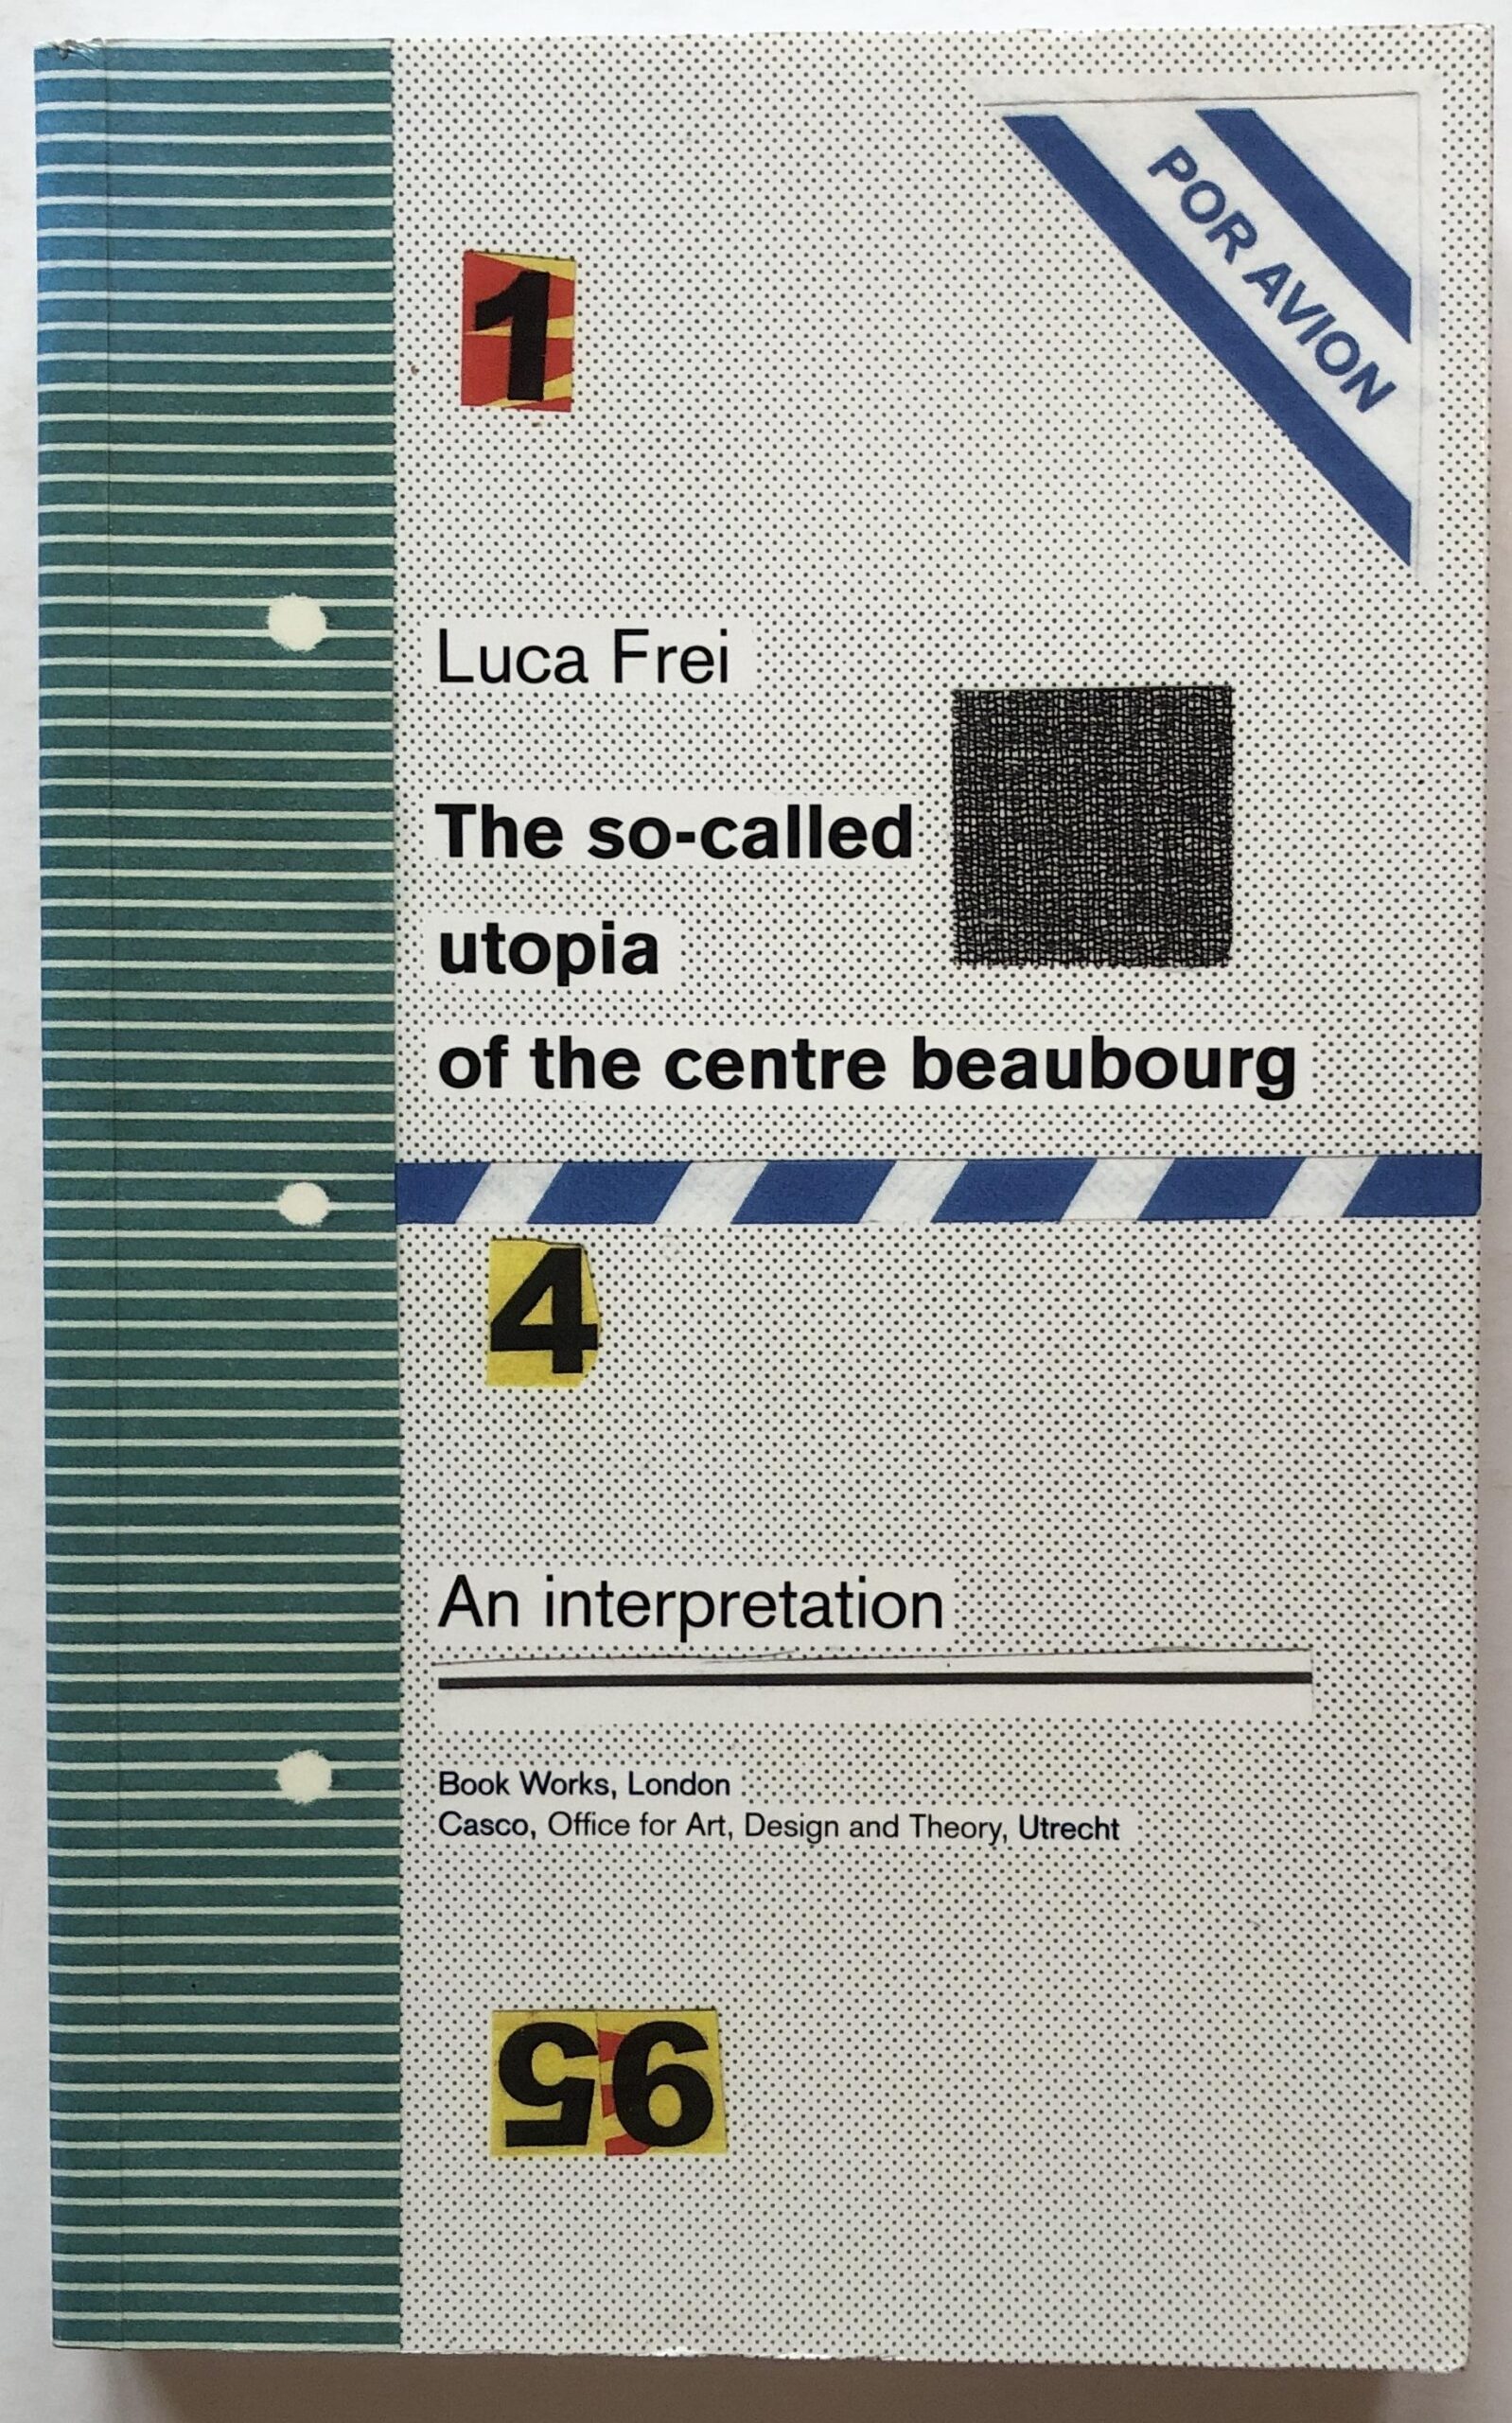 POR AVION
1
Luca Frei
The so-called
utopia
of the centre beaubourg
4
An interpretation
Book Works, London
Casco, Office for Art, Design and Theory, Utrecht
95